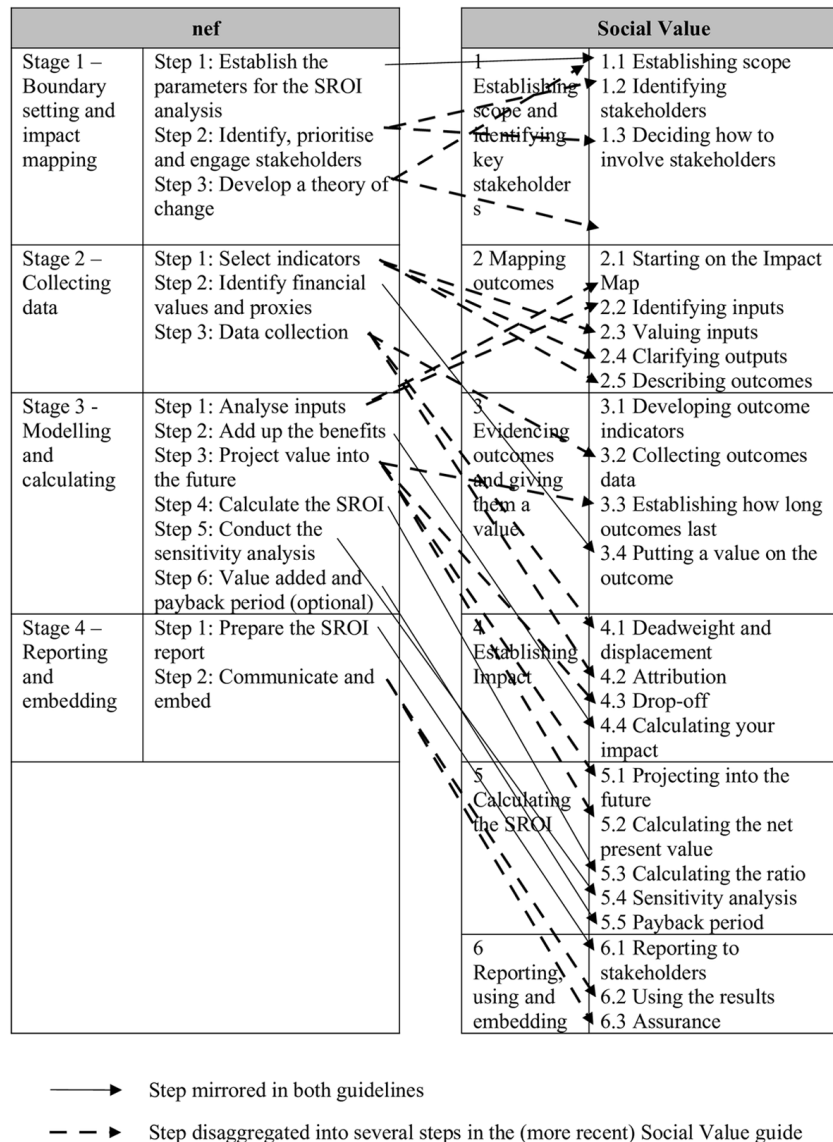 nef
Stage 1 –
Boundary
setting and
impact
mapping
Step 1: Establish the
parameters for the SROI
analysis
Step 2: Identify, prioritise
and engage stakeholders
Step 3: Develop a theory of
change
Stage 2 –
Collecting
data
Step 1: Select indicators
Step 2: Identify financial
values and proxies
Step 3: Data collection
Stage 3 -
Modelling
and
calculating
Step 1: Analyse inputs
Step 2: Add up the benefits
Step 3: Project value into
the future
Step 4: Calculate the SROI
Step 5: Conduct the
sensitivity analysis
Step 6: Value added and
payback period (optional)
Stage 4 –
Reporting
and
embedding
Step 1: Prepare the SROI
report
Step 2: Communicate and
embed
Social Value
1
Establishing
scope and
identifying
key
stakeholder
s
1.1 Establishing scope
1.2 Identifying
stakeholders
1.3 Deciding how to
involve stakeholders
2 Mapping
outcomes
2.1 Starting on the Impact
Map
2.2 Identifying inputs
2.3 Valuing inputs
2.4 Clarifying outputs
2.5 Describing outcomes
3
Evidencing
outcomes
and giving
them a
value
3.1 Developing outcome
indicators
3.2 Collecting outcomes
data
3.3 Establishing how long
outcomes last
3.4 Putting a value on the
outcome
4
Establishing
Impact
4.1 Deadweight and
displacement
4.2 Attribution
4.3 Drop-off
4.4 Calculating your
impact
5
Calculating
the SROI
5.1 Projecting into the
future
5.2 Calculating the net
present value
5.3 Calculating the ratio
5.4 Sensitivity analysis
5.5 Payback period
6
Reporting,
using and
embedding
6.1 Reporting to
stakeholders
6.2 Using the results
6.3 Assurance
Step mirrored in both guidelines
Step disaggregated into several steps in the (more recent) Social Value guide